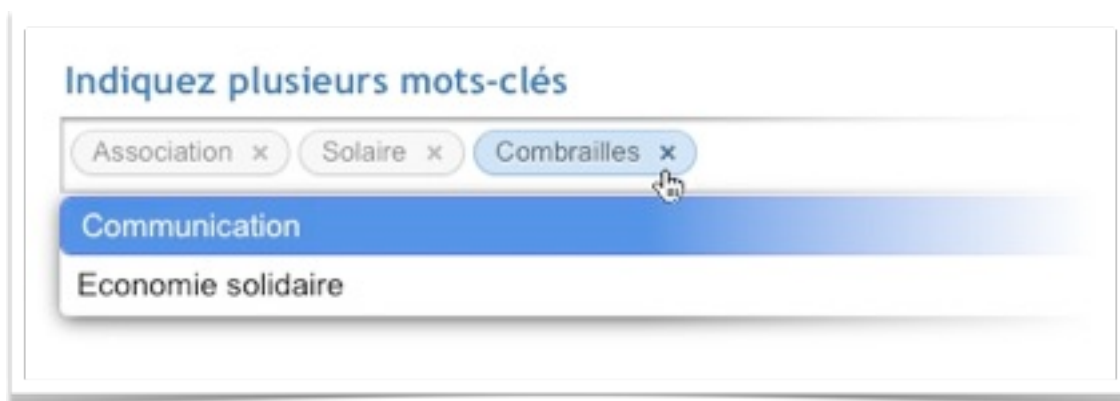 Indiquez plusieurs mots-clés
Association × Solaire × Combrailles ×
Communication
Economie solidaire